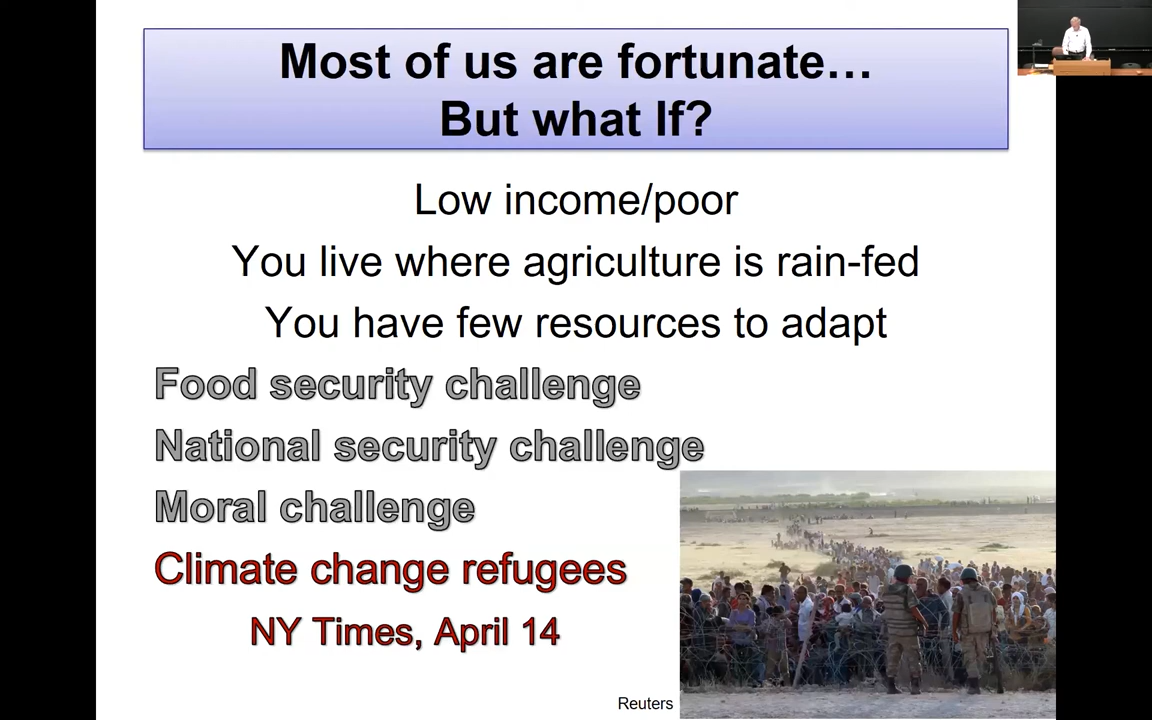 Most of us are fortunate…
But what If?
Low income/poor
You live where agriculture is rain-fed
You have few resources to adapt
Food security challenge
National security challenge
Moral challenge
Climate change refugees
NY Times, April 14
Reuters